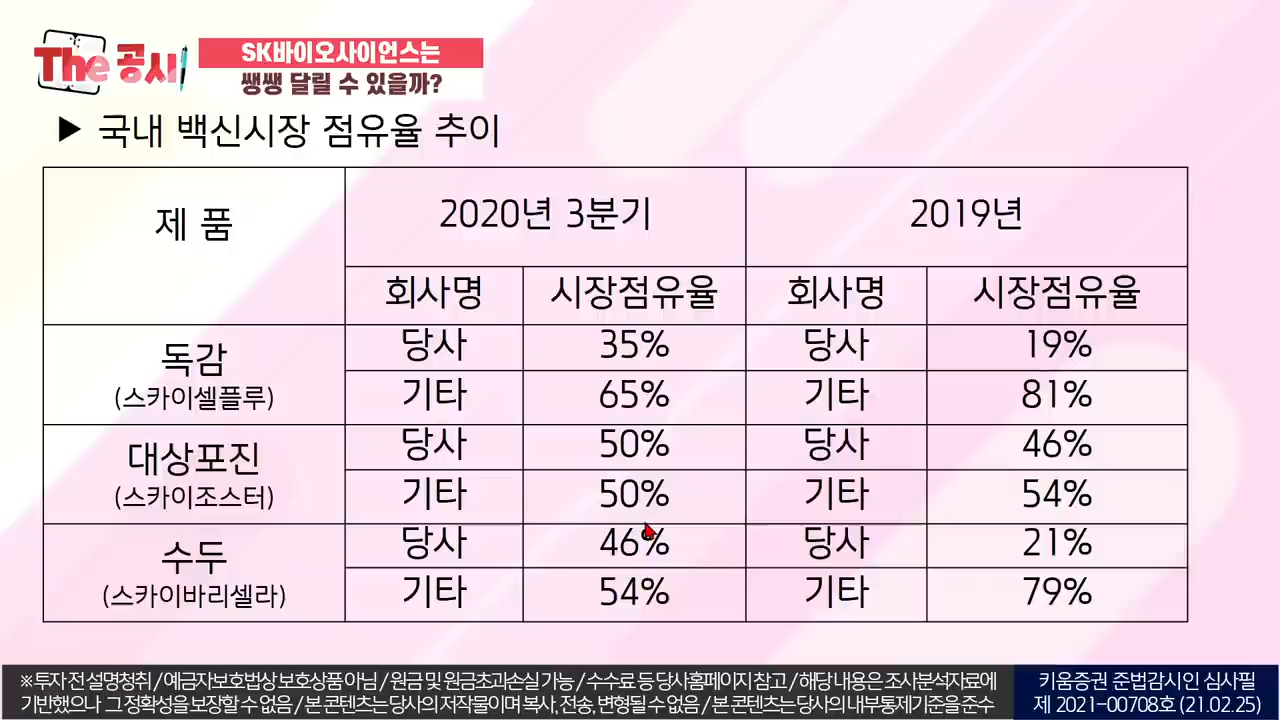 The 공시
SK바이오사이언스는
쌩쌩 달릴 수 있을까?
▶ 국내 백신시장 점유율 추이
제 품 2020년 3분기 2019년
회사명 시장점유율 회사명 시장점유율
독감 당사 35% 당사 19%
(스카이셀플루) 기타 65% 기타 81%
대상포진 당사 50% 당사 46%
(스카이조스터) 기타 50% 기타 54%
수두 당사 46% 당사 21%
(스카이바리셀라) 기타 54% 기타 79%
※ 투자 전 설명청취 / 예금자보호법상 보호상품 아님 / 원금 및 원금초과손실 가능 / 수수료 등 당사홈페이지 참고 / 해당 내용은 조사분석자료에
기반했으나 그 정확성을 보장할 수 없음 / 본 콘텐츠는 당사의 저작물이며 복사, 전송, 변형될 수 없음 / 본 콘텐츠는 당사의 내부통제기준을 준수
키움증권 준법감시인 심사필
제 2021-00708호 (21.02.25)